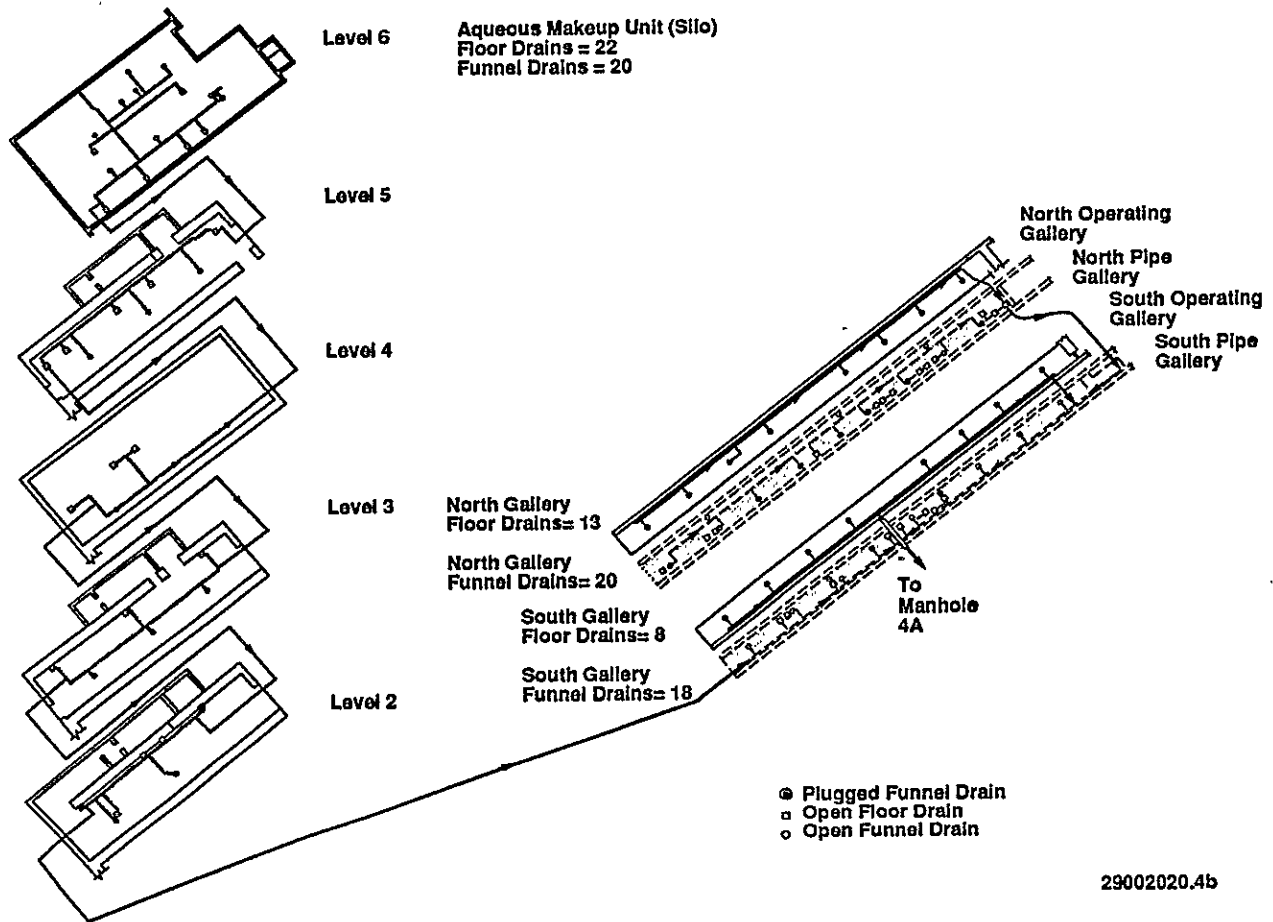 Level 6
Aqueous Makeup Unit (Silo)
Floor Drains = 22
Funnel Drains = 20
Level 5
Level 4
Level 3
Level 2
North Operating
Gallery
North Pipe
Gallery
South Operating
Gallery
South Pipe
Gallery
North Gallery
Floor Drains= 13
North Gallery
Funnel Drains= 20
South Gallery
Floor Drains= 8
South Gallery
Funnel Drains= 18
To
Manhole
4A
Plugged Funnel Drain
Open Floor Drain
Open Funnel Drain
29002020.4b